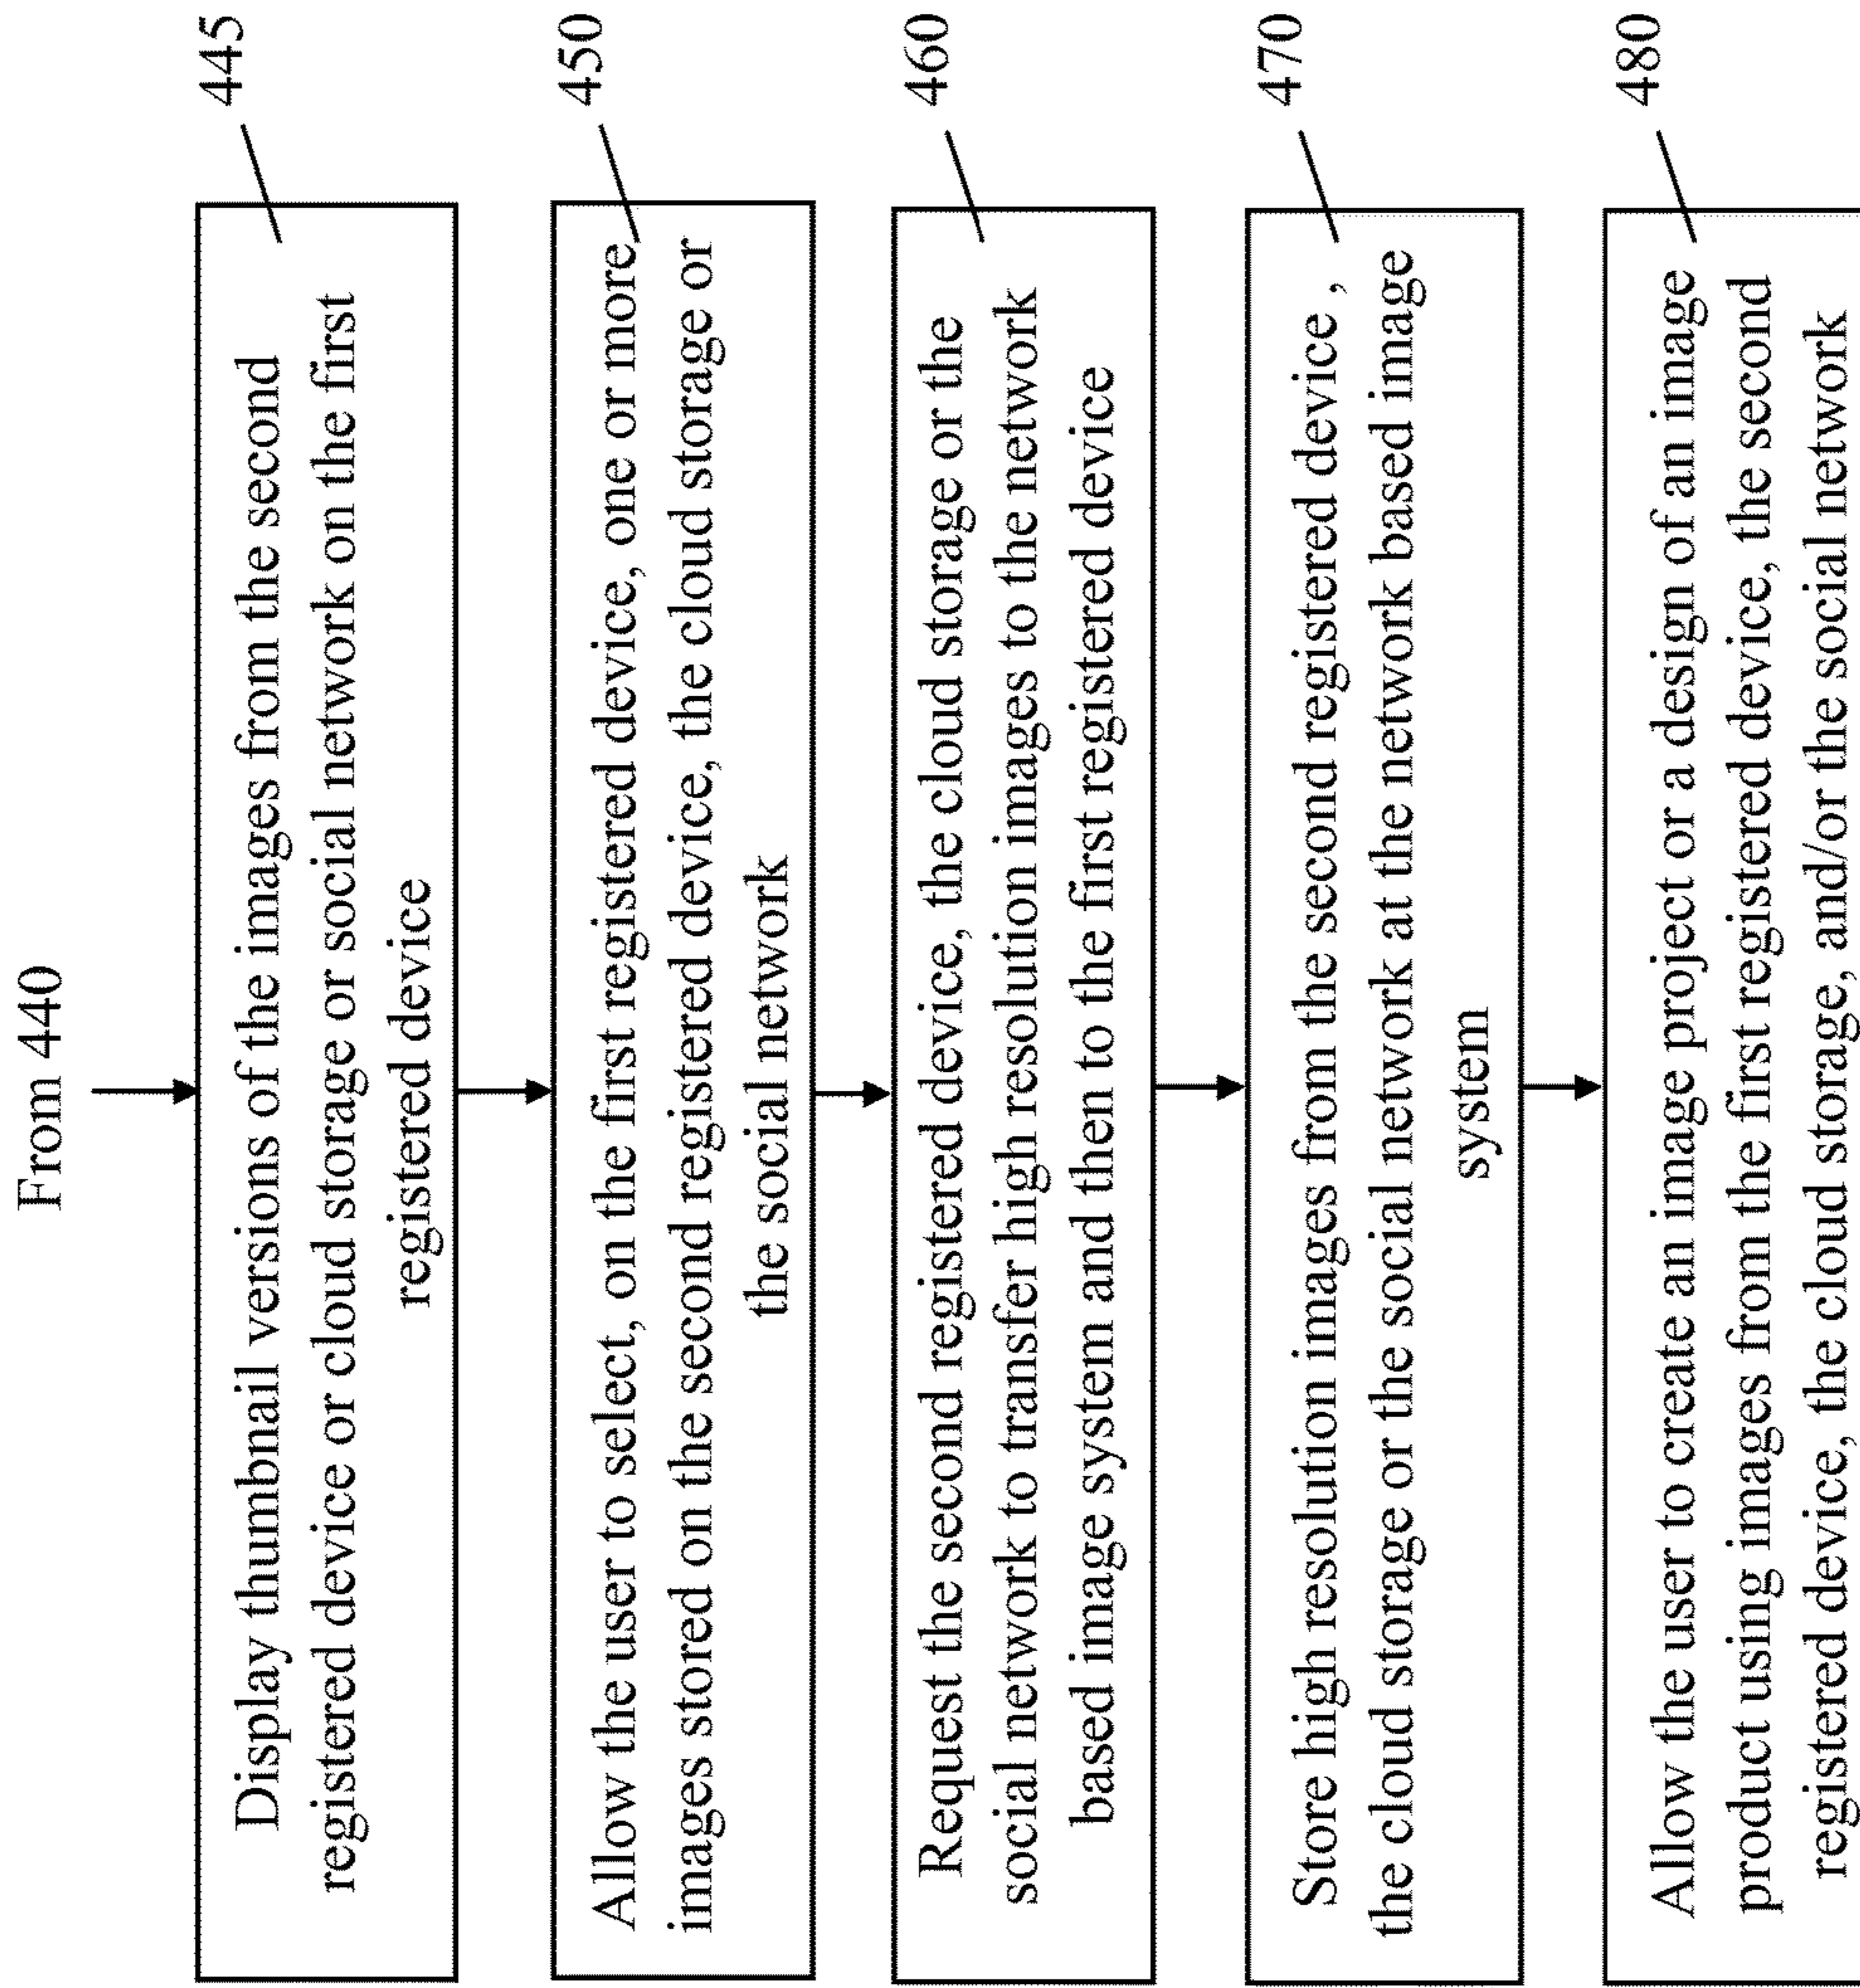 From 440
Display thumbnail versions of the images from the second
registered device or cloud storage or social network on the first
registered device
445
Allow the user to select, on the first registered device, one or more
images stored on the second registered device, the cloud storage or
the social network
450
Request the second registered device, the cloud storage or the
social network to transfer high resolution images to the network
based image system and then to the first registered device
460
Store high resolution images from the second registered device ,
the cloud storage or the social network at the network based image
system
470
Allow the user to create an image project or a design of an image
product using images from the first registered device, the second
registered device, the cloud storage, and/or the social network
480